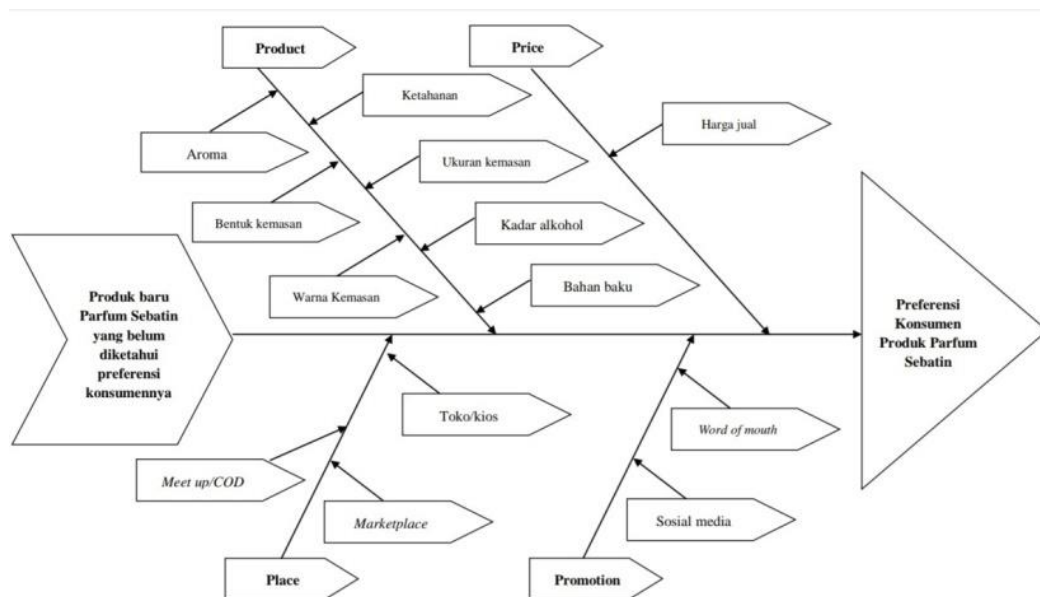 Product
Price
Ketahanan
Harga jual
Aroma
Ukuran kemasan
Bentuk kemasan
Kadar alkohol
Warna Kemasan
Bahan baku
Produk baru
Parfum Sebatin
yang belum
diketahui
preferensi
konsumennya
Preferensi
Konsumen
Produk Parfum
Sebatin
Toko/kios
Word of mouth
Meet up/COD
Marketplace
Sosial media
Place
Promotion